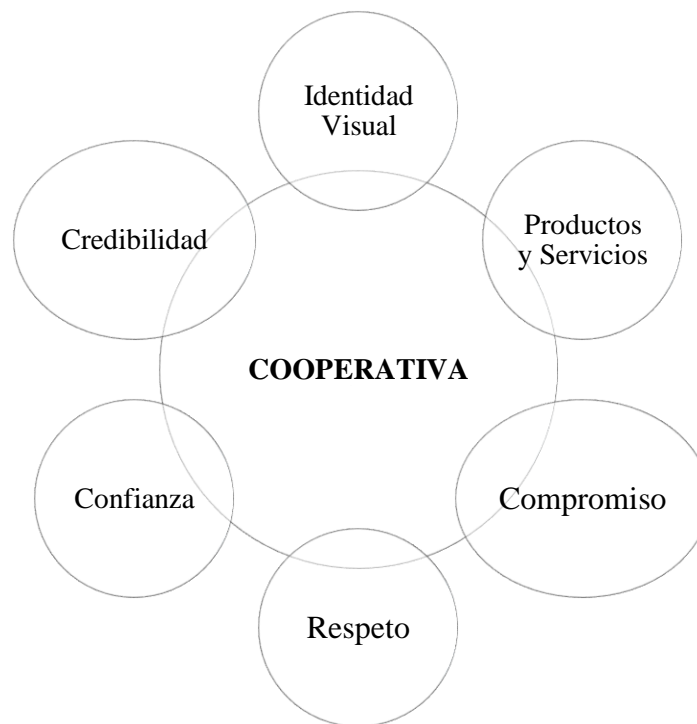 Identidad
Visual
Productos
y Servicios
Credibilidad
COOPERATIVA
Confianza
Compromiso
Respeto